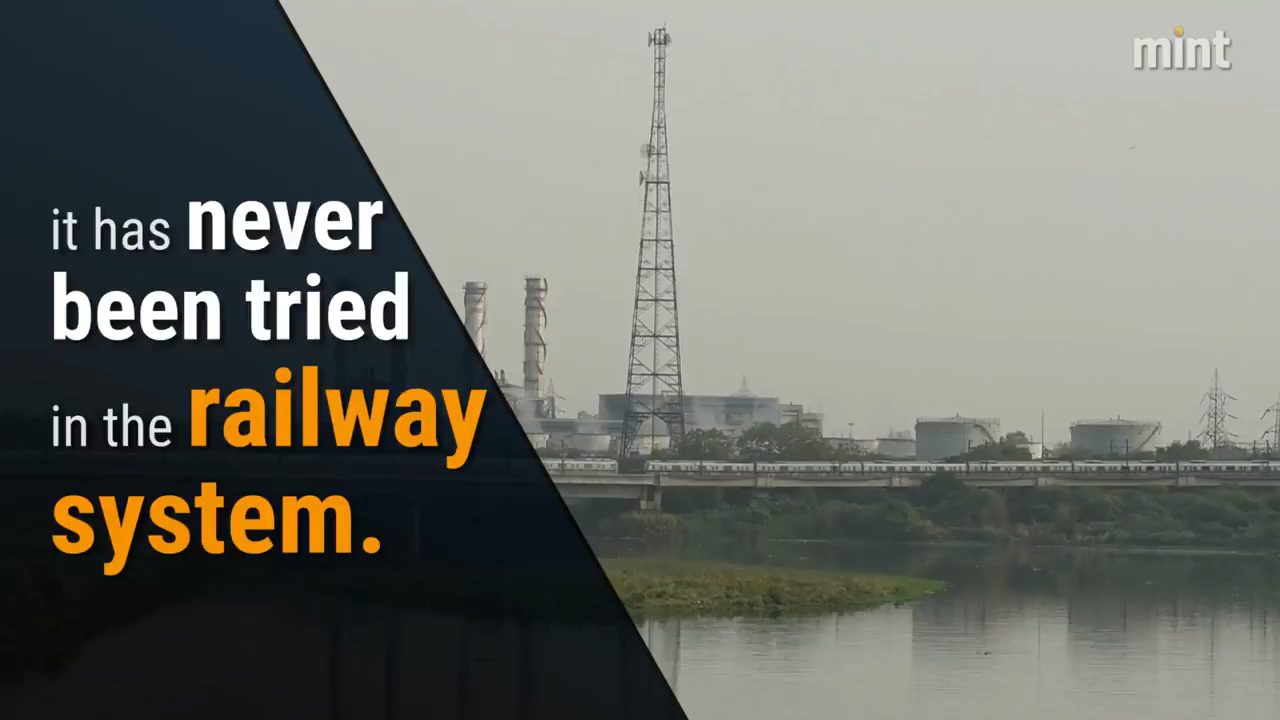 mint
it has never
been tried
in the railway
system.